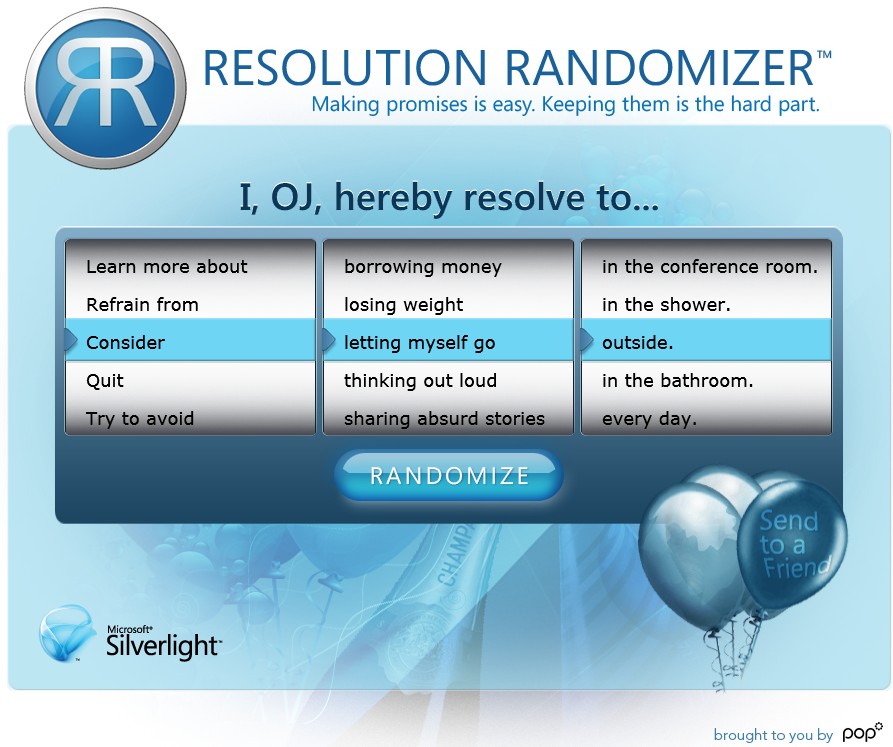 RR
RESOLUTION RANDOMIZER™
Making promises is easy. Keeping them is the hard part.
I, OJ, hereby resolve to...
Learn more about
borrowing money
in the conference room.
Refrain from
losing weight
in the shower.
Consider
letting myself go
outside.
Quit
thinking out loud
in the bathroom.
Try to avoid
sharing absurd stories
every day.
RANDOMIZE
CHAMPA
Send
to a
Friend
Microsoft®
Silverlight™
brought to you by pop